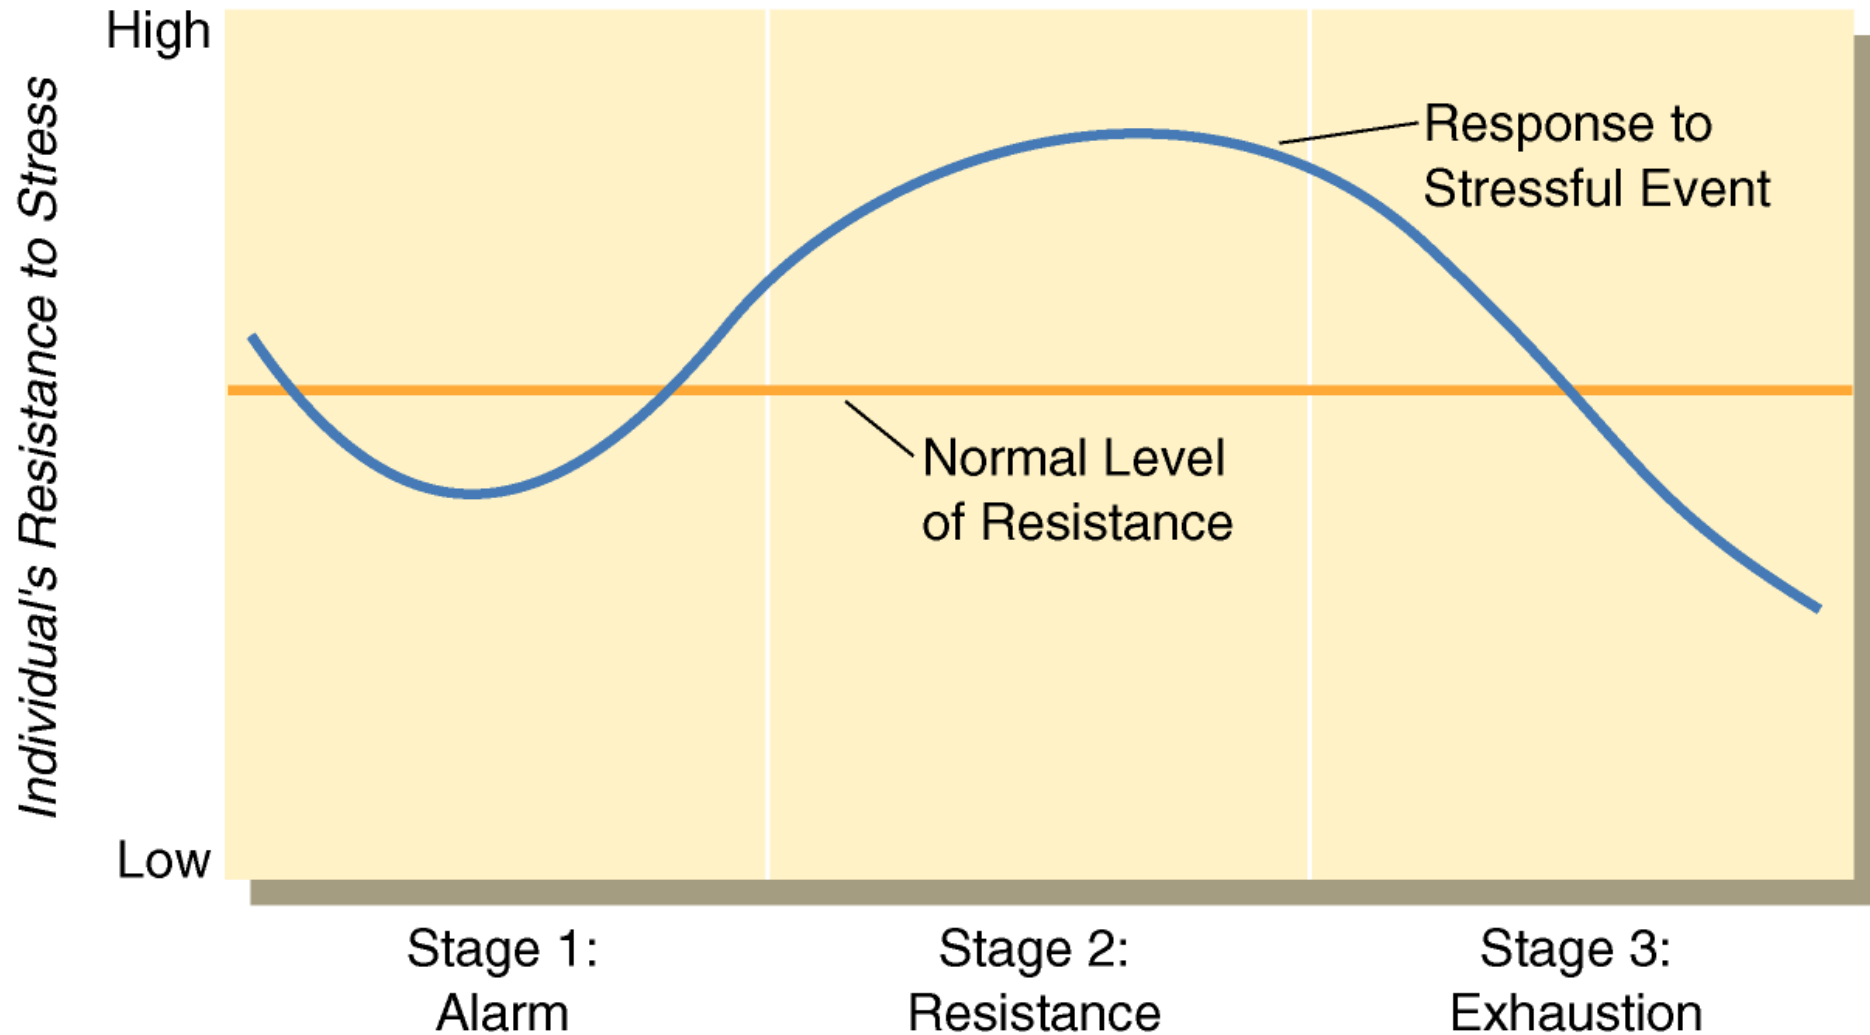 High
Individual's Resistance to Stress
Response to
Stressful Event
Normal Level
of Resistance
Low
Stage 1:
Alarm
Stage 2:
Resistance
Stage 3:
Exhaustion